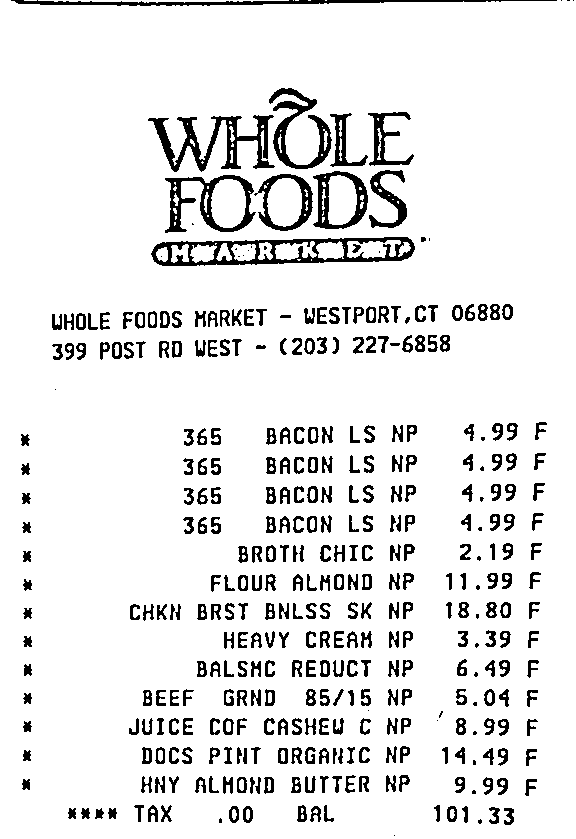 WHOLE
FOODS
MARKET
WHOLE FOODS MARKET - WESTPORT,CT 06880
399 POST RD WEST - (203) 227-6858
* 365 BACON LS NP 4.99 F
* 365 BACON LS NP 4.99 F
* 365 BACON LS NP 4.99 F
* 365 BACON LS NP 4.99 F
* BROTH CHIC NP 2.19 F
* FLOUR ALMOND NP 11.99 F
* CHKN BRST BNLSS SK NP 18.80 F
* HEAVY CREAM NP 3.39 F
* BALSMC REDUCT NP 6.49 F
* BEEF GRND 85/15 NP 5.04 F
* JUICE COF CASHEW C NP 8.99 F
* DOCS PINT ORGANIC NP 14.49 F
* HNY ALMOND BUTTER NP 9.99 F
**** TAX .00 BAL 101.33